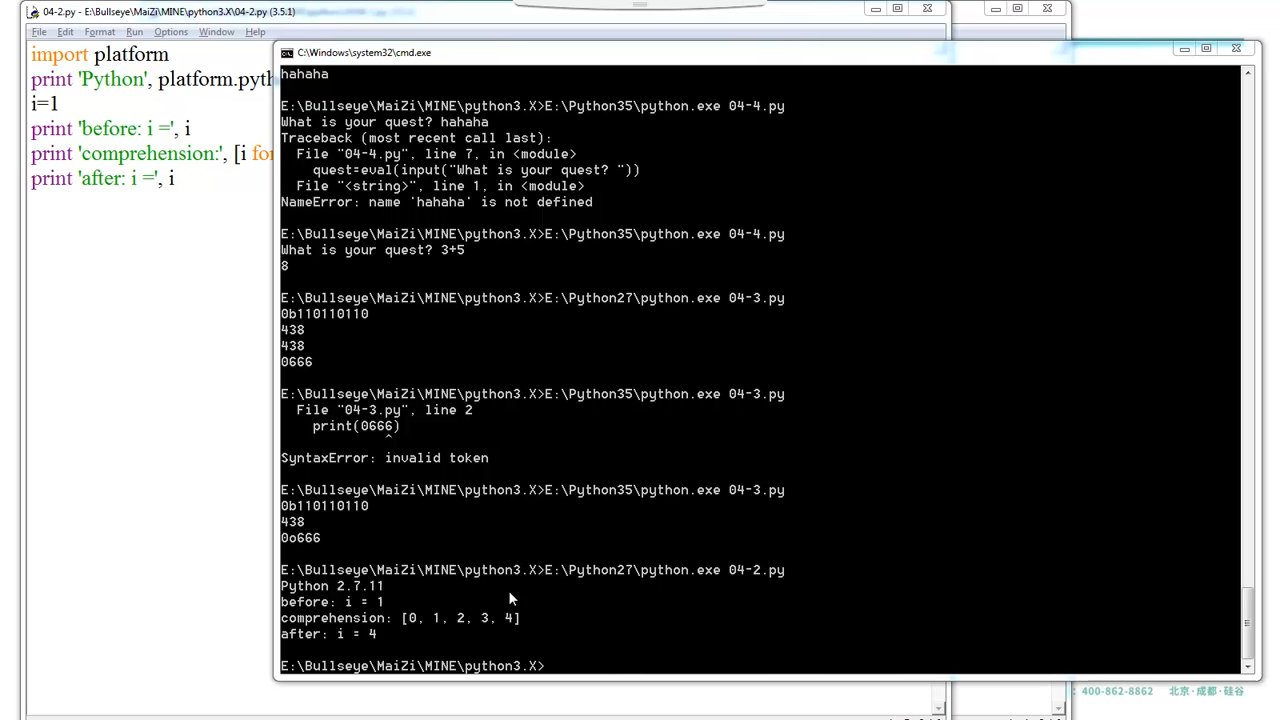 04-2.py - E:\Bullseye\MaiZi\MINE\python3.X\04-2.py (3.5.1)
File Edit Format Run Options Window Help
import platform
print 'Python', platform.pyth
i=1
print 'before: i =', i
print 'comprehension:', [i for
print 'after: i =', i
C:\Windows\system32\cmd.exe
hahaha
E:\Bullseye\MaiZi\MINE\python3.X>E:\Python35\python.exe 04-4.py
What is your quest? hahaha
Traceback (most recent call last):
File "04-4.py", line 7, in <module>
quest=eval(input("What is your quest? "))
File "<string>", line 1, in <module>
NameError: name 'hahaha' is not defined
E:\Bullseye\MaiZi\MINE\python3.X>E:\Python35\python.exe 04-4.py
What is your quest? 3+5
8
E:\Bullseye\MaiZi\MINE\python3.X>E:\Python27\python.exe 04-3.py
0b110110110
438
438
0666
E:\Bullseye\MaiZi\MINE\python3.X>E:\Python35\python.exe 04-3.py
File "04-3.py", line 2
print(0666)
^
SyntaxError: invalid token
E:\Bullseye\MaiZi\MINE\python3.X>E:\Python35\python.exe 04-3.py
0b110110110
438
0o666
E:\Bullseye\MaiZi\MINE\python3.X>E:\Python27\python.exe 04-2.py
Python 2.7.11
before: i = 1
comprehension: [0, 1, 2, 3, 4]
after: i = 4
E:\Bullseye\MaiZi\MINE\python3.X>
: 400-862-8862 北京·成都·硅谷